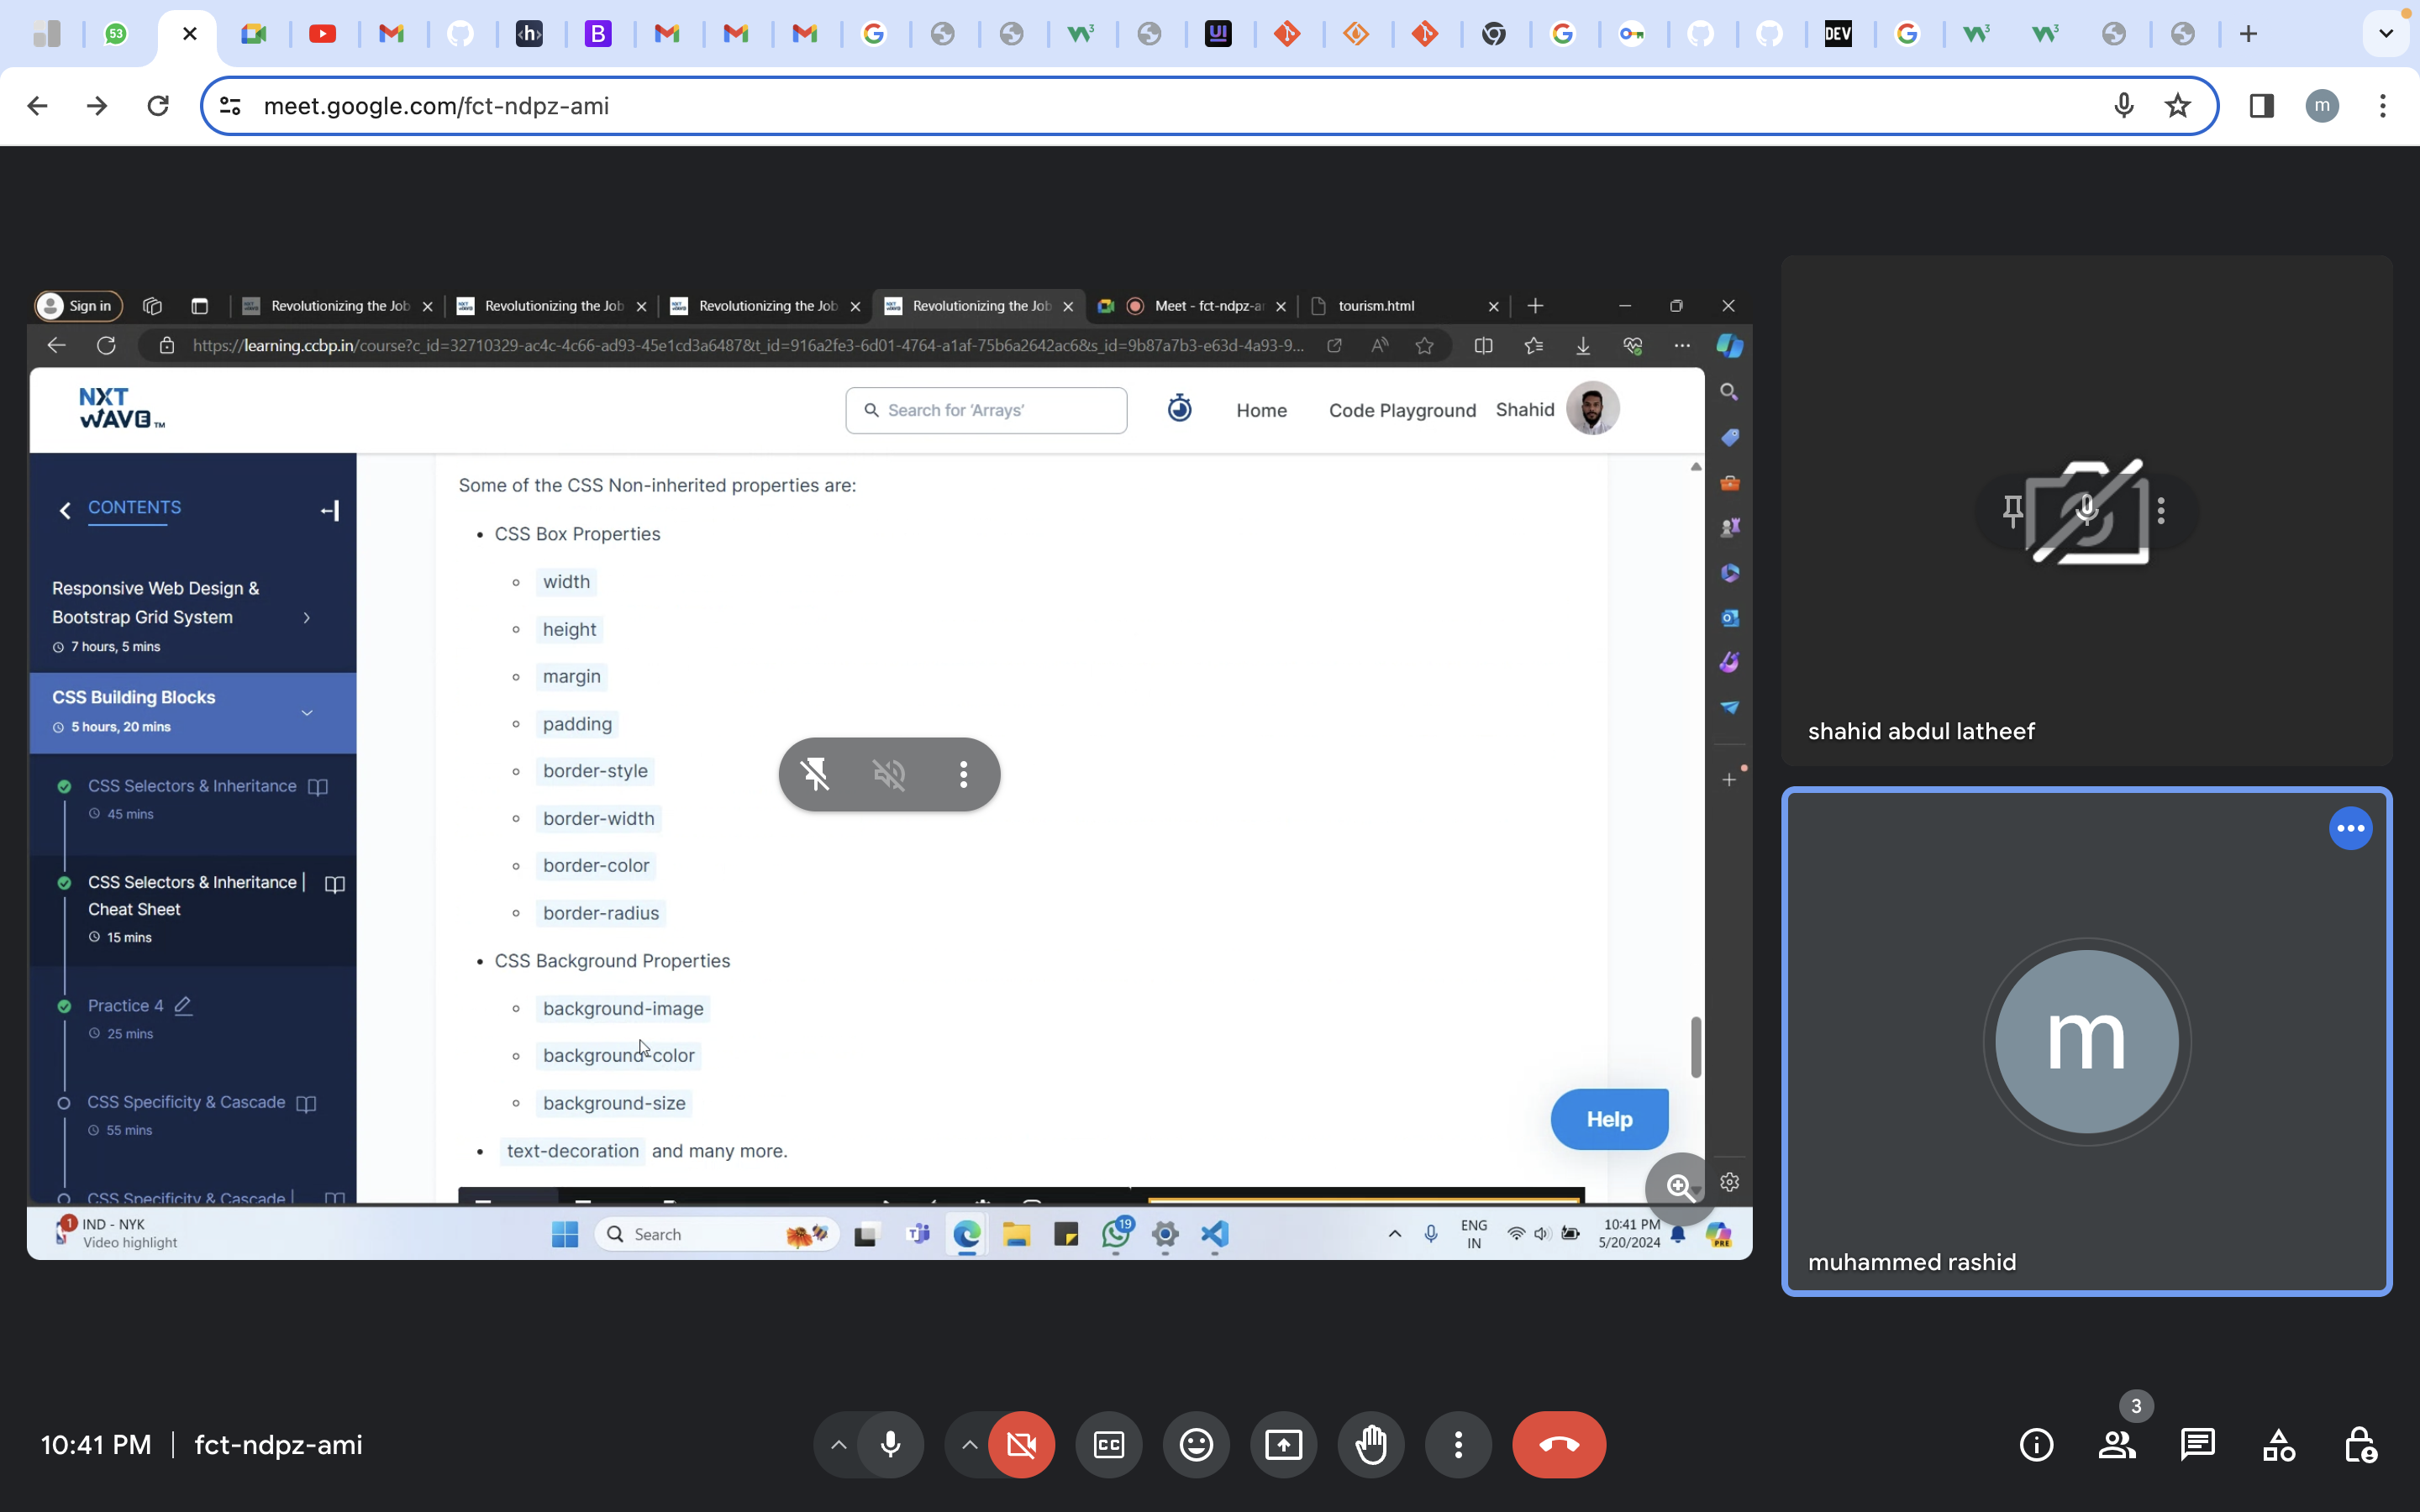 53
meet.google.com/fct-ndpz-ami
m
Sign in
Revolutionizing the Job
Revolutionizing the Job
Revolutionizing the Job
Revolutionizing the Job
Meet - fct-ndpz-a
tourism.html
https://learning.ccbp.in/course?c_id=32710329-ac4c-4c66-ad93-45e1cd3a6487&t_id=916a2fe3-6d01-4764-a1af-75b6a2642ac6&s_id=9b87a7b3-e63d-4a93-9...
NXT
WAVE TM
Search for 'Arrays'
Home
Code Playground
Shahid
CONTENTS
Responsive Web Design &
Bootstrap Grid System
7 hours, 5 mins
CSS Building Blocks
5 hours, 20 mins
CSS Selectors & Inheritance
45 mins
CSS Selectors & Inheritance |
Cheat Sheet
15 mins
Practice 4
25 mins
CSS Specificity & Cascade
55 mins
CSS Specificity & Cascade |
Some of the CSS Non-inherited properties are:
• CSS Box Properties
width
height
margin
padding
border-style
border-width
border-color
border-radius
• CSS Background Properties
background-image
background-color
background-size
• text-decoration and many more.
Help
1
IND - NYK
Video highlight
Search
19
ENG
IN
10:41 PM
5/20/2024
PRE
shahid abdul latheef
m
muhammed rashid
10:41 PM | fct-ndpz-ami
CC
3